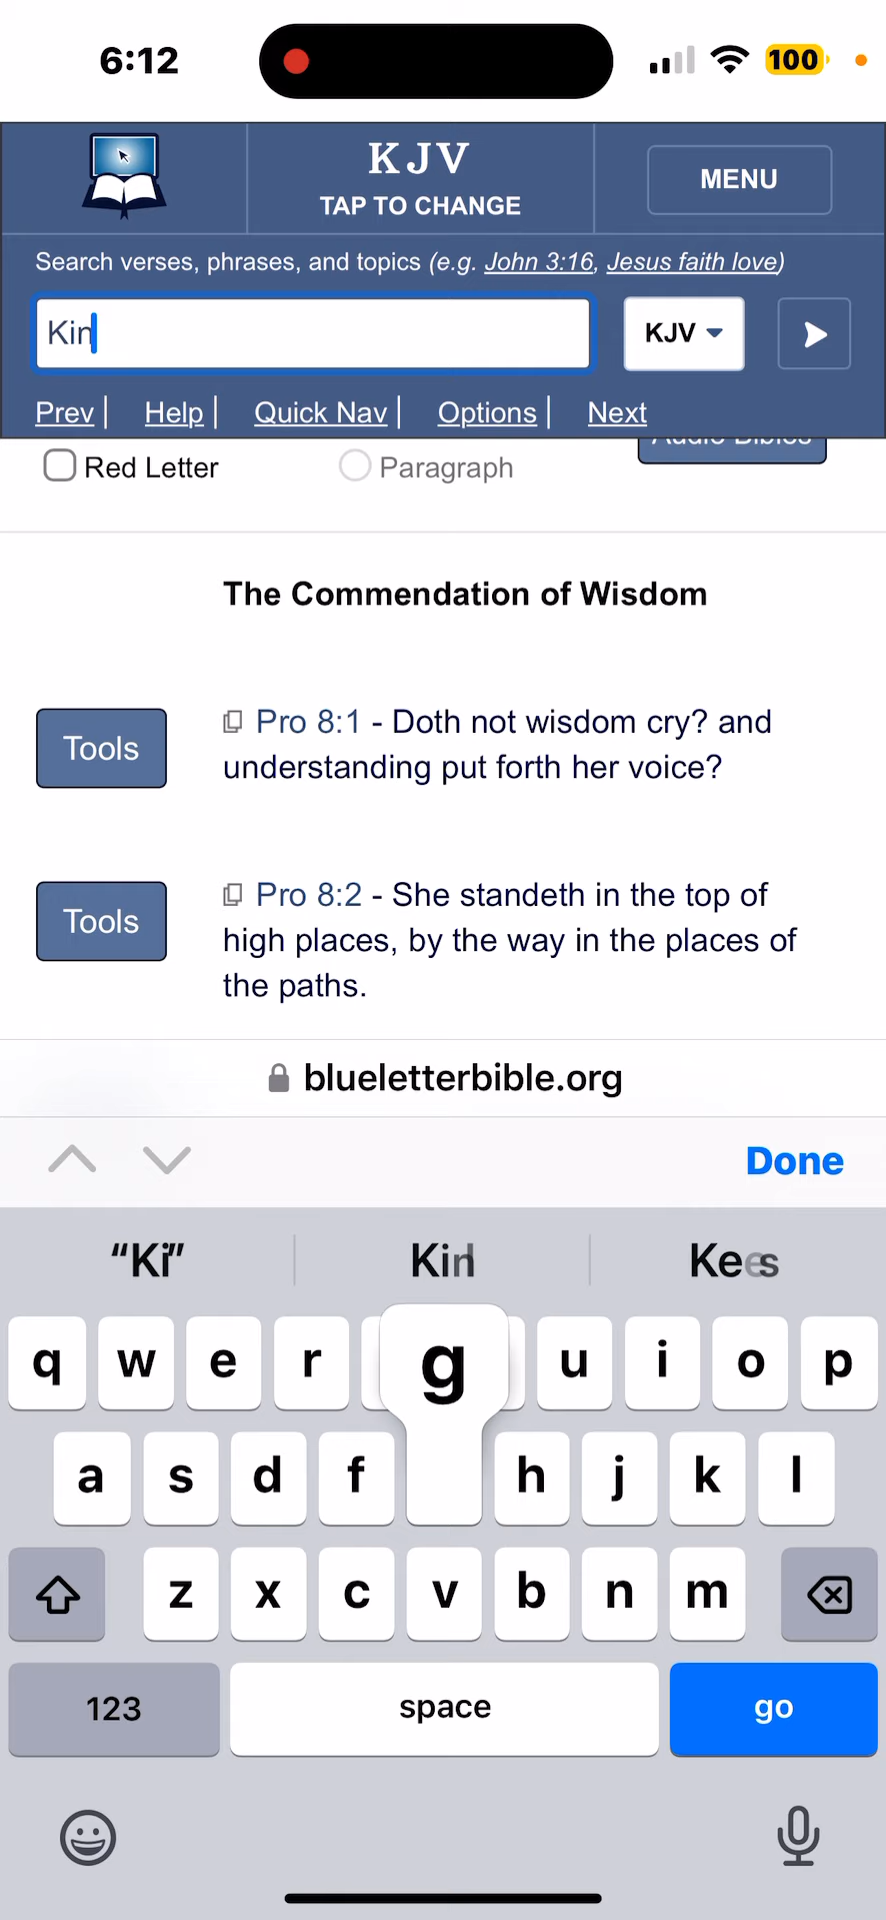 6:12
100
KJV
TAP TO CHANGE
MENU
Search verses, phrases, and topics (e.g. John 3:16, Jesus faith love)
Kin
KJV
Prev | Help | Quick Nav | Options | Next
Audio Bibles
Red Letter
Paragraph
The Commendation of Wisdom
Tools
Pro 8:1 - Doth not wisdom cry? and
understanding put forth her voice?
Tools
Pro 8:2 - She standeth in the top of
high places, by the way in the places of
the paths.
blueletterbible.org
Done
q w e r g u i o p
a s d f h j k l
z x c v b n m
123 space go